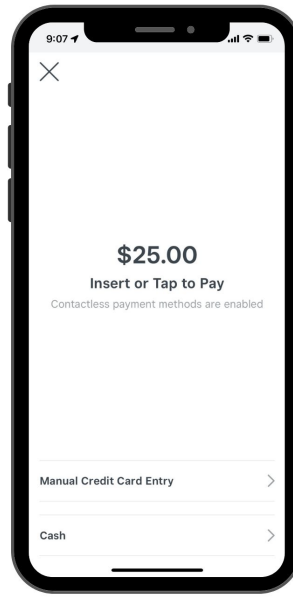 9:07
$25.00
Insert or Tap to Pay
Contactless payment methods are enabled
Manual Credit Card Entry
Cash